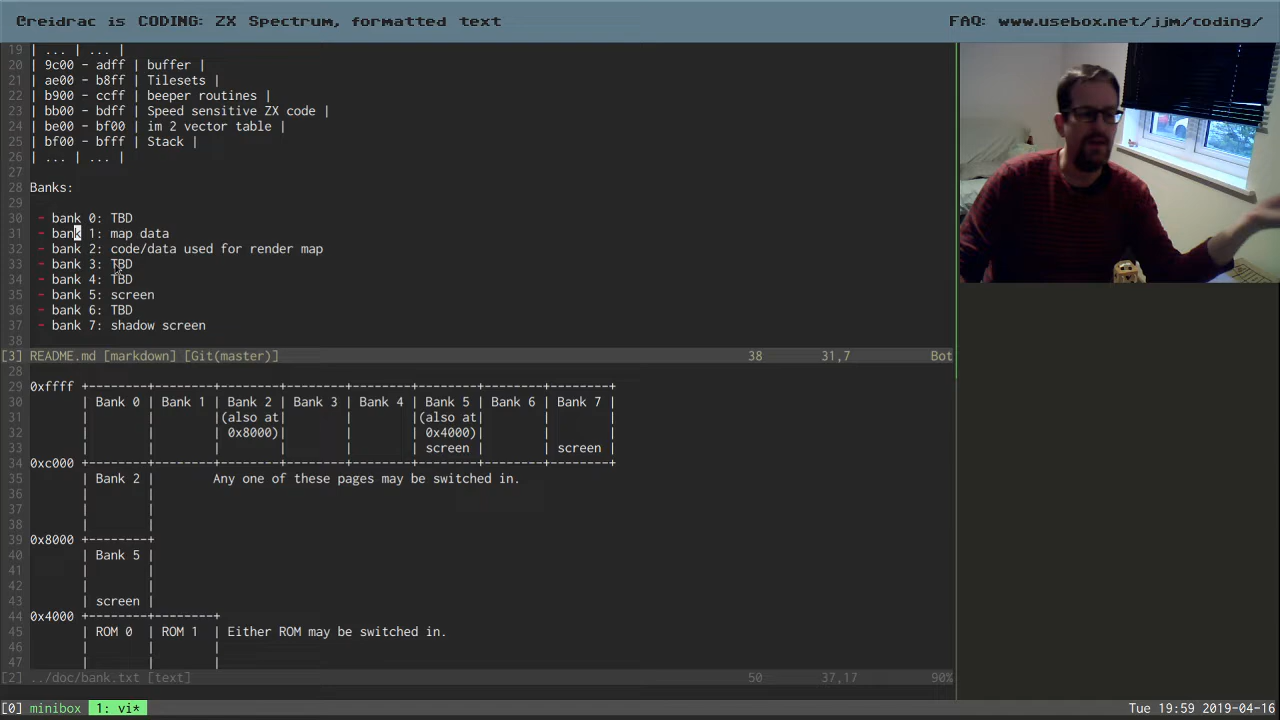 @reidrac is CODING: ZX Spectrum, formatted text
FAQ: www.usebox.net/jjm/coding/
19 | ... | ... |
20 | 9c00 - adff | buffer |
21 | ae00 - b8ff | Tilesets |
22 | b900 - ccff | beeper routines |
23 | bb00 - bdff | Speed sensitive ZX code |
24 | be00 - bf00 | im 2 vector table |
25 | bf00 - bfff | Stack |
26 | ... | ... |
27
28 Banks:
29
30 - bank 0: TBD
31 - bank 1: map data
32 - bank 2: code/data used for render map
33 - bank 3: TBD
34 - bank 4: TBD
35 - bank 5: screen
36 - bank 6: TBD
37 - bank 7: shadow screen
38
[3] README.md [markdown] [Git(master)] 38 31,7 Bot
28
29 0xffff +--------+--------+--------+--------+--------+--------+--------+--------+
30 | Bank 0 | Bank 1 | Bank 2 | Bank 3 | Bank 4 | Bank 5 | Bank 6 | Bank 7 |
31 | | |(also at| | |(also at| | |
32 | | | 0x8000)| | | 0x4000)| | |
33 | | | | | | screen | | screen |
34 0xc000 +--------+--------+--------+--------+--------+--------+--------+--------+
35 | Bank 2 | Any one of these pages may be switched in.
36 | |
37 | |
38 | |
39 0x8000 +--------+
40 | Bank 5 |
41 | |
42 | |
43 | screen |
44 0x4000 +--------+--------+
45 | ROM 0 | ROM 1 | Either ROM may be switched in.
46 | | |
47 | | |
[2] ../doc/bank.txt [text] 50 37,17 90%
[0] minibox 1: vi* Tue 19:59 2019-04-16